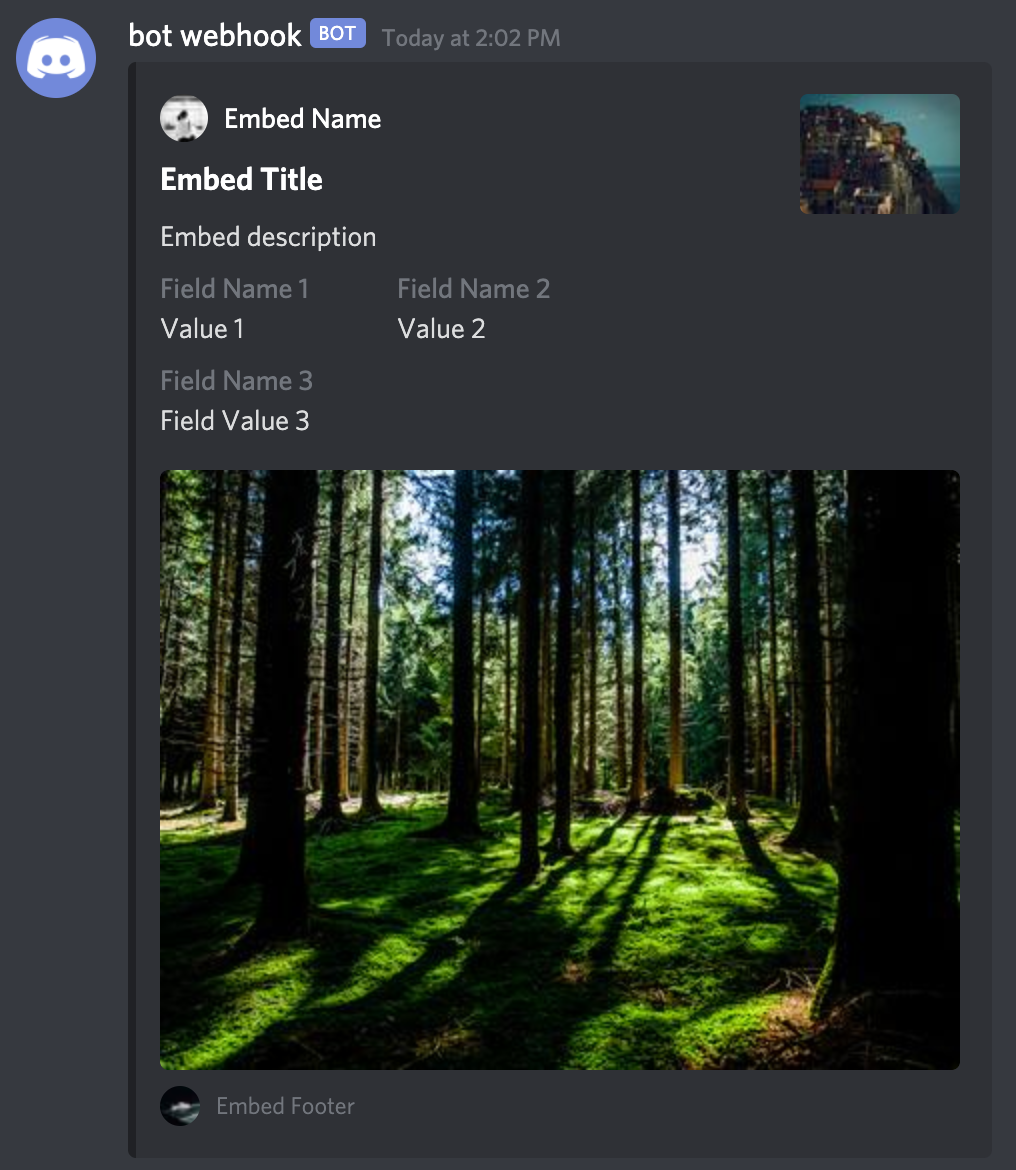 bot webhook BOT Today at 2:02 PM
Embed Name
Embed Title
Embed description
Field Name 1 Field Name 2
Value 1 Value 2
Field Name 3
Field Value 3
Embed Footer